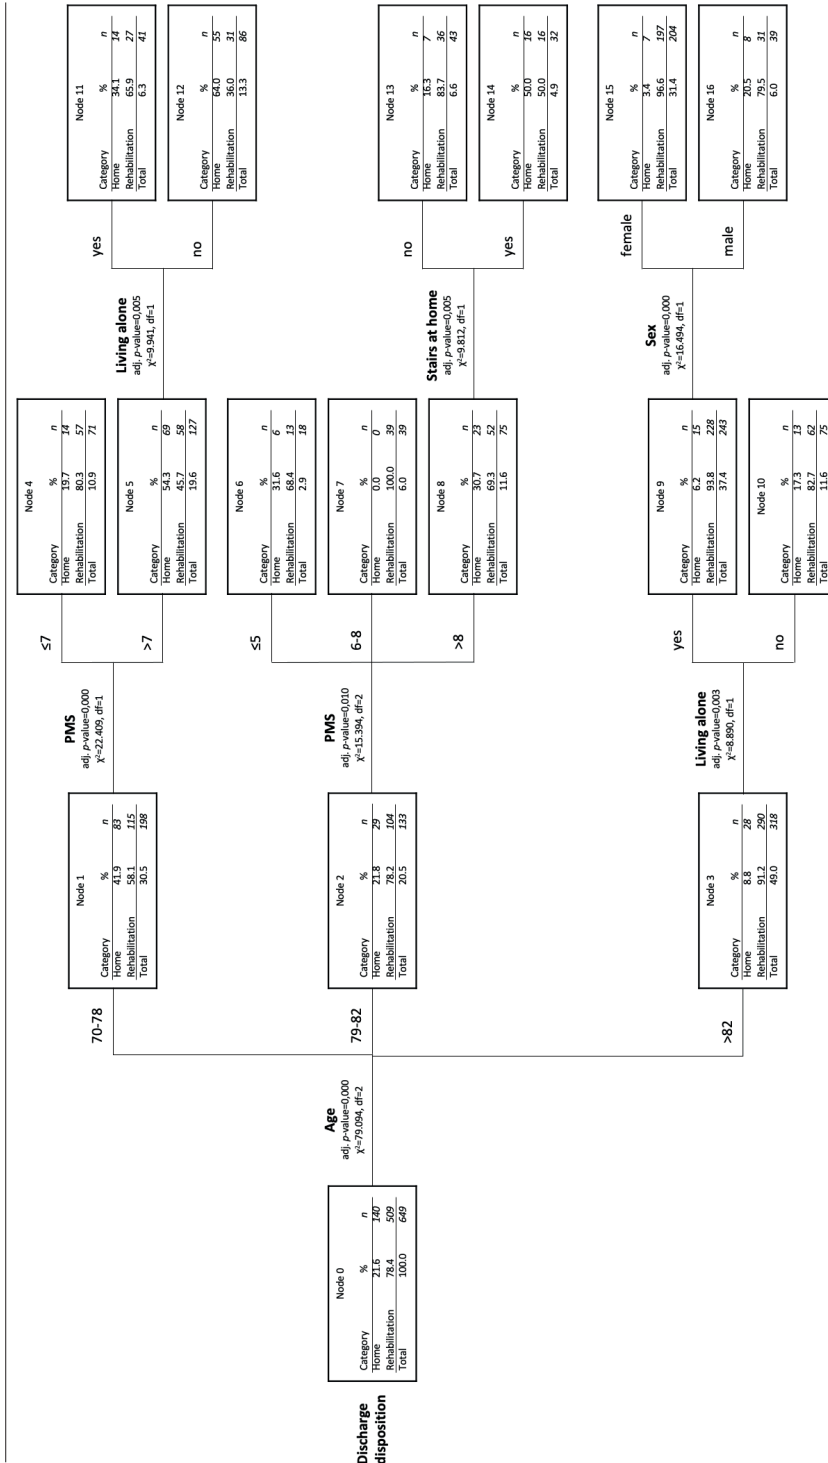 Discharge
disposition
Node 0
Category % n
Home 21.6 140
Rehabilitation 78.4 509
Total 100.0 649
Age
adj. p-value=0,000
χ²=79.094, df=2
70-78
79-82
>82
Node 1
Category % n
Home 41.9 83
Rehabilitation 58.1 115
Total 30.5 198
Node 2
Category % n
Home 21.8 29
Rehabilitation 78.2 104
Total 20.5 133
Node 3
Category % n
Home 8.8 28
Rehabilitation 91.2 290
Total 49.0 318
PMS
adj. p-value=0,000
χ²=22.409, df=1
≤7
>7
PMS
adj. p-value=0,010
χ²=15.394, df=2
≤5
6-8
>8
Living alone
adj. p-value=0,003
χ²=8.890, df=1
yes
no
Node 4
Category % n
Home 19.7 14
Rehabilitation 80.3 57
Total 10.9 71
Node 5
Category % n
Home 54.3 69
Rehabilitation 45.7 58
Total 19.6 127
Node 6
Category % n
Home 31.6 6
Rehabilitation 68.4 13
Total 2.9 18
Node 7
Category % n
Home 0.0 0
Rehabilitation 100.0 39
Total 6.0 39
Node 8
Category % n
Home 30.7 23
Rehabilitation 69.3 52
Total 11.6 75
Node 9
Category % n
Home 6.2 15
Rehabilitation 93.8 228
Total 37.4 243
Node 10
Category % n
Home 17.3 13
Rehabilitation 82.7 62
Total 11.6 75
Living alone
adj. p-value=0,005
χ²=9.941, df=1
yes
no
Stairs at home
adj. p-value=0,005
χ²=9.812, df=1
no
yes
Sex
adj. p-value=0,000
χ²=16.494, df=1
female
male
Node 11
Category % n
Home 34.1 14
Rehabilitation 65.9 27
Total 6.3 41
Node 12
Category % n
Home 64.0 55
Rehabilitation 36.0 31
Total 13.3 86
Node 13
Category % n
Home 16.3 7
Rehabilitation 83.7 36
Total 6.6 43
Node 14
Category % n
Home 50.0 16
Rehabilitation 50.0 16
Total 4.9 32
Node 15
Category % n
Home 3.4 7
Rehabilitation 96.6 197
Total 31.4 204
Node 16
Category % n
Home 20.5 8
Rehabilitation 79.5 31
Total 6.0 39